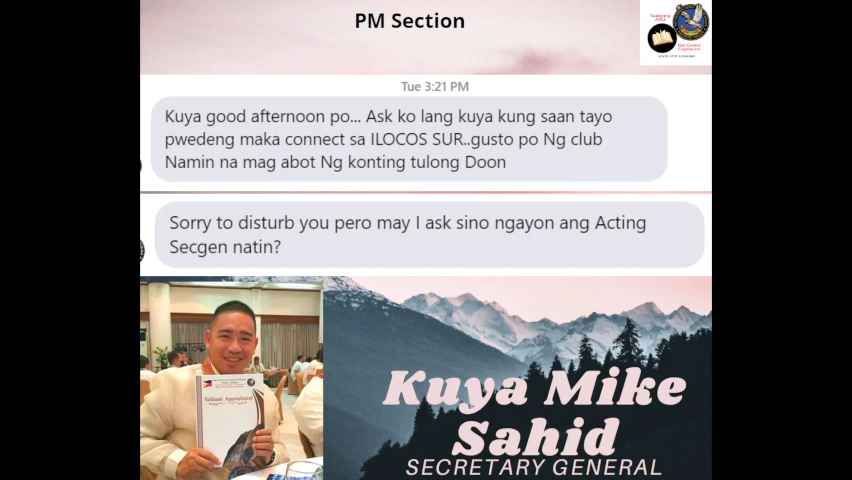 PM Section
Tue 3:21 PM
Kuya good afternoon po... Ask ko lang kuya kung saan tayo
pwedeng maka connect sa ILOCOS SUR..gusto po Ng club
Namin na mag abot Ng konting tulong Doon
Sorry to disturb you pero may I ask sino ngayon ang Acting
Secgen natin?
National Appointment
Kuya Mike
Sahid
SECRETARY GENERAL